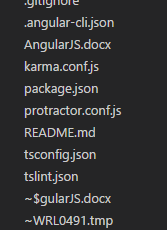 .gitignore
.angular-cli.json
AngularJS.docx
karma.conf.js
package.json
protractor.conf.js
README.md
tsconfig.json
tslint.json
~$gularJS.docx
~WRL0491.tmp